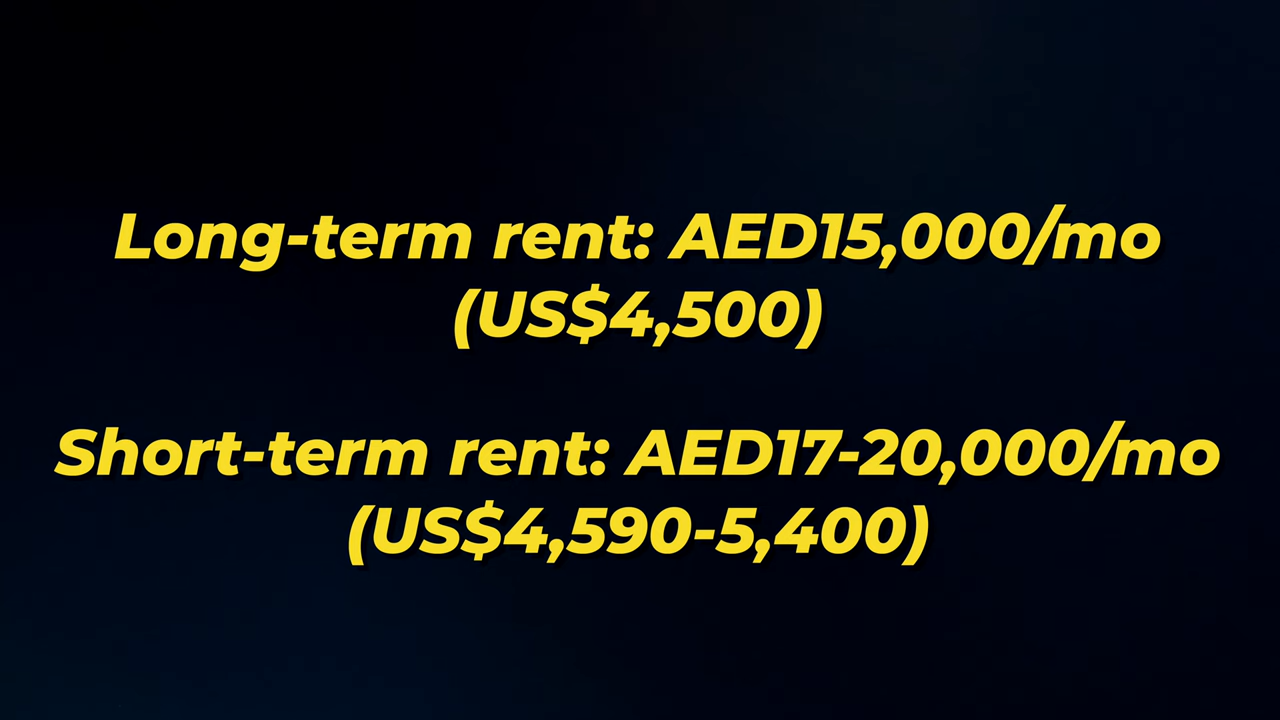 Long-term rent: AED15,000/mo
(US$4,500)
Short-term rent: AED17-20,000/mo
(US$4,590-5,400)